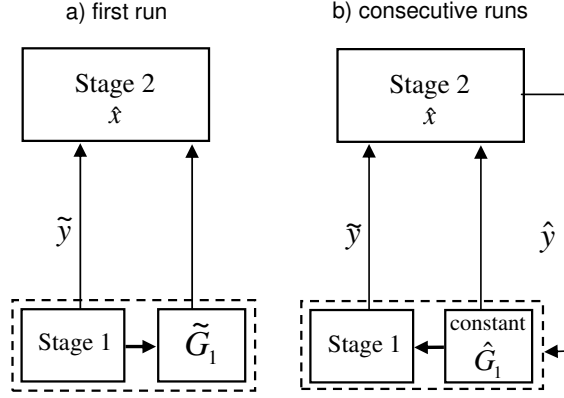 a) first run
Stage 2
x̂
ỹ
Stage 1
G̃₁
b) consecutive runs
Stage 2
x̂
ỹ
ŷ
Stage 1
constant
Ĝ₁